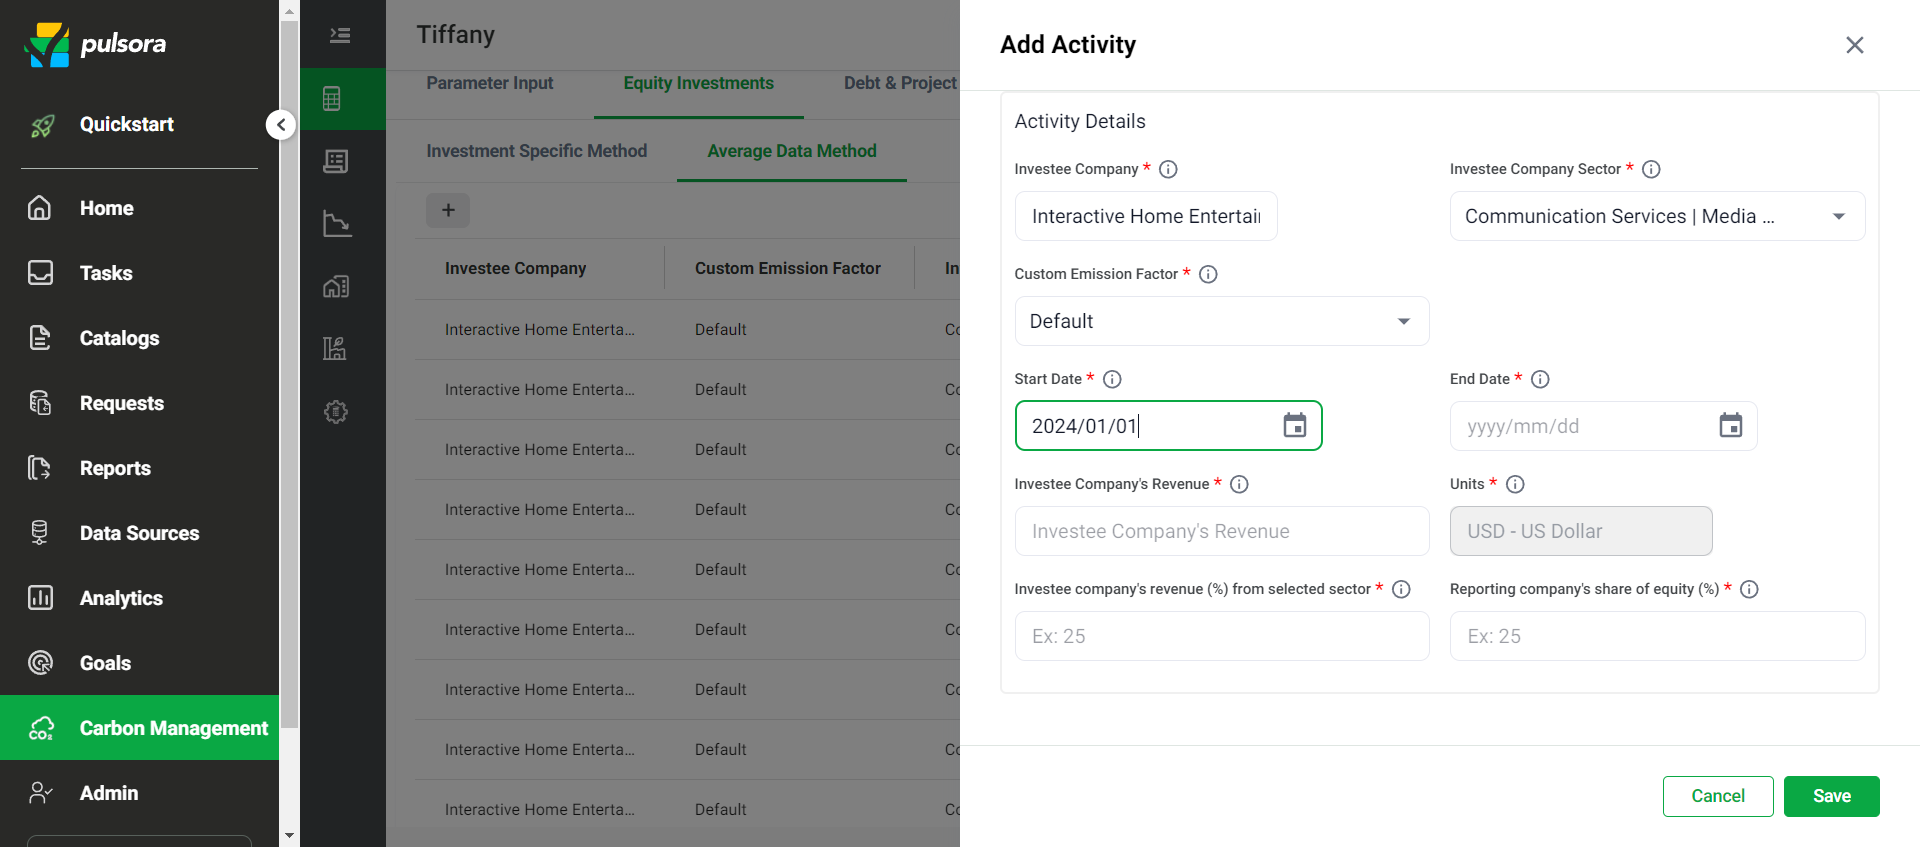 pulsora
Quickstart
Home
Tasks
Catalogs
Requests
Reports
Data Sources
Analytics
Goals
Carbon Management
Admin
Tiffany
Parameter Input
Equity Investments
Debt & Project
Investment Specific Method
Average Data Method
+
Investee Company
Custom Emission Factor
In
Interactive Home Enterta...
Default
Co
Interactive Home Enterta...
Default
Co
Interactive Home Enterta...
Default
Co
Interactive Home Enterta...
Default
Co
Interactive Home Enterta...
Default
Co
Interactive Home Enterta...
Default
Co
Interactive Home Enterta...
Default
Co
Interactive Home Enterta...
Default
Co
Interactive Home Enterta...
Default
Co
Add Activity
Activity Details
Investee Company *
Investee Company Sector *
Interactive Home Entertai
Communication Services | Media ...
Custom Emission Factor *
Default
Start Date *
End Date *
2024/01/01
yyyy/mm/dd
Investee Company's Revenue *
Units *
Investee Company's Revenue
USD - US Dollar
Investee company's revenue (%) from selected sector *
Reporting company's share of equity (%) *
Ex: 25
Ex: 25
Cancel
Save